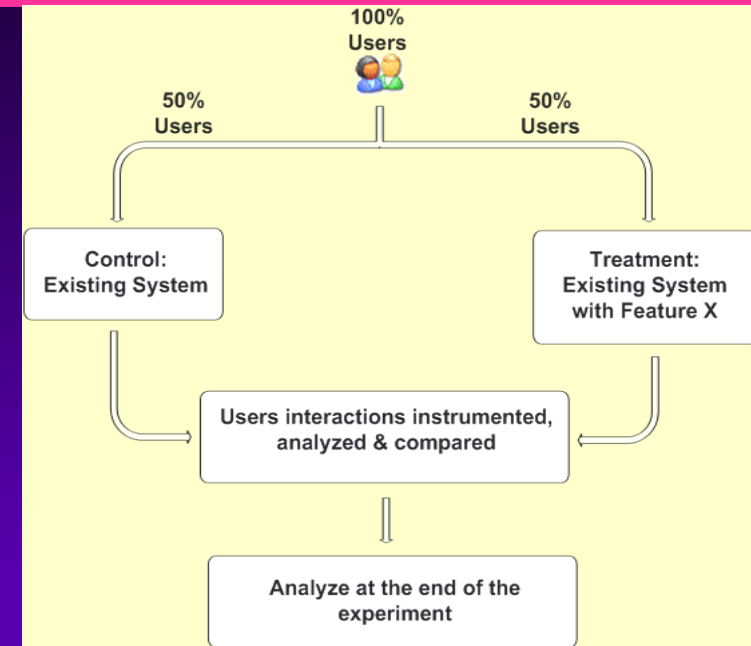 100%
Users
50%
Users
50%
Users
Control:
Existing System
Treatment:
Existing System
with Feature X
Users interactions instrumented,
analyzed & compared
Analyze at the end of the
experiment